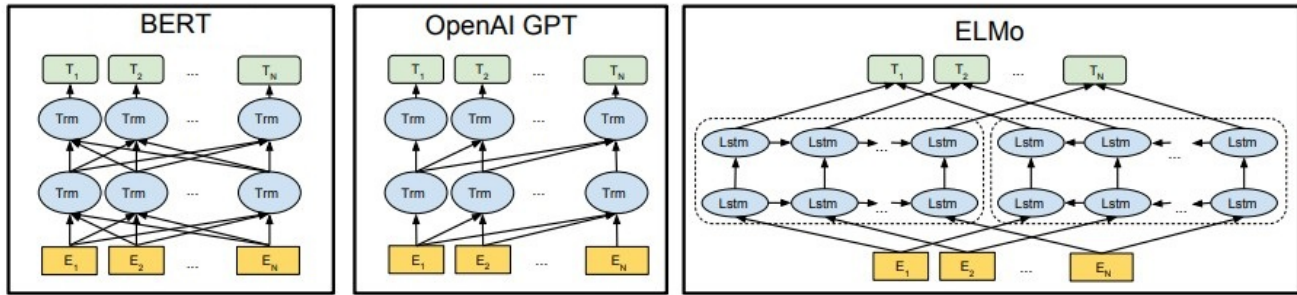 BERT
T1 T2 ... TN
Trm Trm ... Trm
Trm Trm ... Trm
E1 E2 ... EN
OpenAI GPT
T1 T2 ... TN
Trm Trm ... Trm
Trm Trm ... Trm
E1 E2 ... EN
ELMo
T1 T2 ... TN
Lstm Lstm ... Lstm Lstm Lstm ... Lstm
Lstm Lstm ... Lstm Lstm Lstm ... Lstm
E1 E2 ... EN